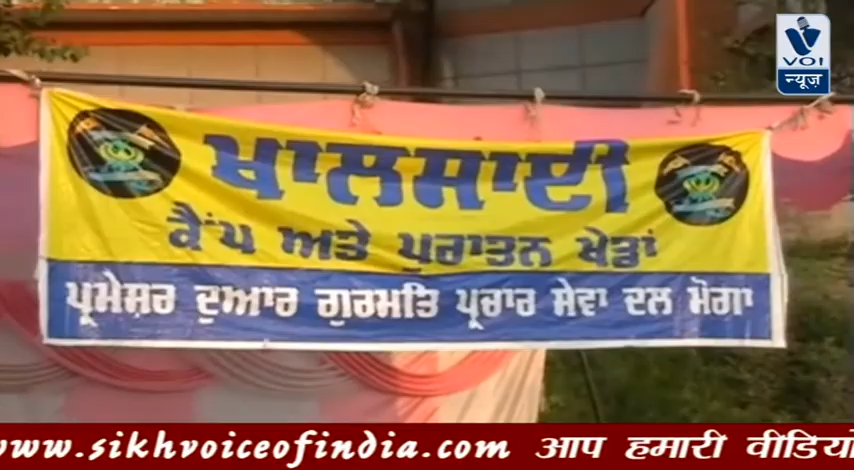 VOI
न्यूज़
ਖਾਲਸਾਈ
ਕੈਂਪ ਅਤੇ ਪੁਰਾਤਨ ਖੇਡਾਂ
ਪ੍ਰਮੇਸ਼ਰ ਦੁਆਰ ਗੁਰਮਤਿ ਪ੍ਰਚਾਰ ਸੇਵਾ ਦਲ ਮੋਗਾ
www.sikhvoiceofindia.com आप हमारी वीडियो